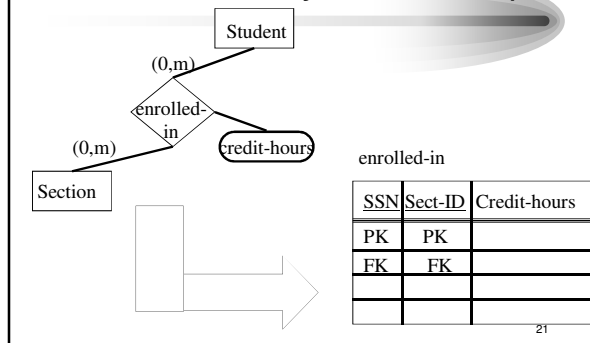 Student
(0,m)
enrolled-
in
credit-hours
(0,m)
Section
enrolled-in
SSN Sect-ID Credit-hours
PK PK
FK FK
21